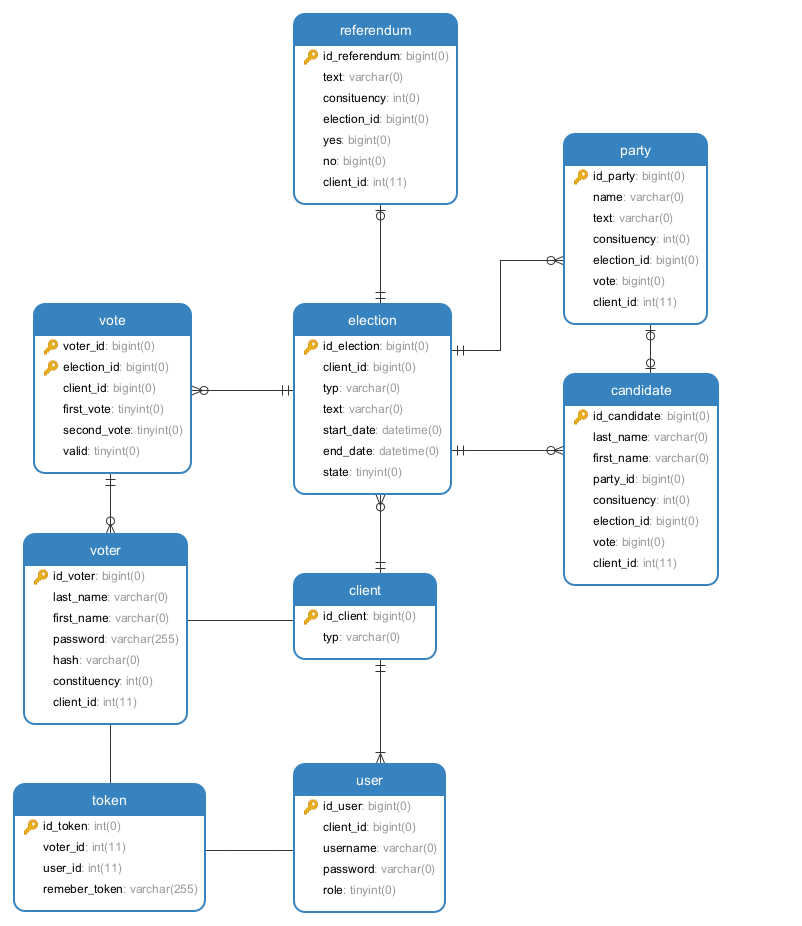 referendum
id_referendum: bigint(0)
text: varchar(0)
consituency: int(0)
election_id: bigint(0)
yes: bigint(0)
no: bigint(0)
client_id: int(11)
party
id_party: bigint(0)
name: varchar(0)
text: varchar(0)
consituency: int(0)
election_id: bigint(0)
vote: bigint(0)
client_id: int(11)
vote
voter_id: bigint(0)
election_id: bigint(0)
client_id: bigint(0)
first_vote: tinyint(0)
second_vote: tinyint(0)
valid: tinyint(0)
election
id_election: bigint(0)
client_id: bigint(0)
typ: varchar(0)
text: varchar(0)
start_date: datetime(0)
end_date: datetime(0)
state: tinyint(0)
candidate
id_candidate: bigint(0)
last_name: varchar(0)
first_name: varchar(0)
party_id: bigint(0)
consituency: int(0)
election_id: bigint(0)
vote: bigint(0)
client_id: int(11)
voter
id_voter: bigint(0)
last_name: varchar(0)
first_name: varchar(0)
password: varchar(255)
hash: varchar(0)
constituency: int(0)
client_id: int(11)
client
id_client: bigint(0)
typ: varchar(0)
token
id_token: int(0)
voter_id: int(11)
user_id: int(11)
remeber_token: varchar(255)
user
id_user: bigint(0)
client_id: bigint(0)
username: varchar(0)
password: varchar(0)
role: tinyint(0)